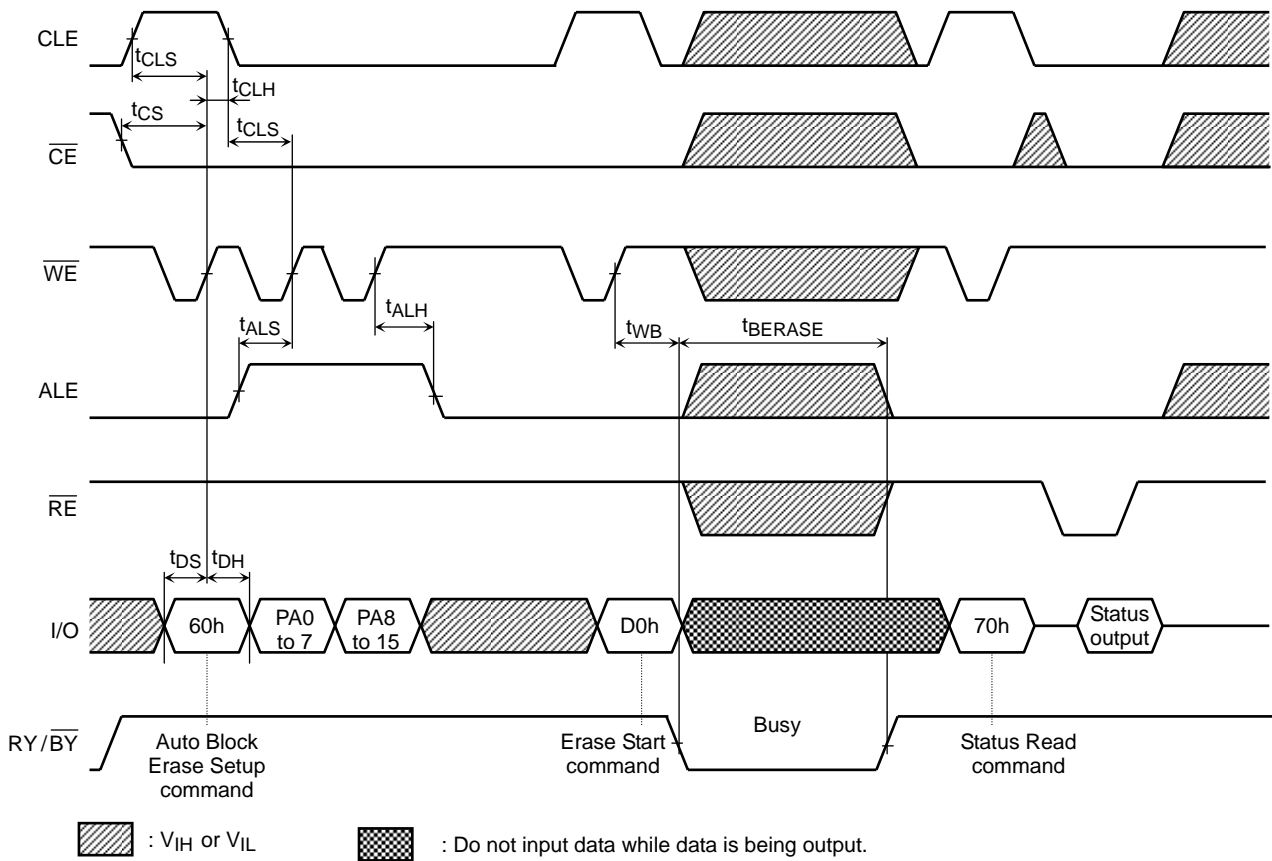 CLE
tCLS
tCLH
tCS
tCLS
CE
WE
tALS
tALH
tWB
tBERASE
ALE
RE
tDS
tDH
I/O
60h
PA0
to 7
PA8
to 15
D0h
70h
Status
output
RY/BY
Busy
Auto Block
Erase Setup
command
Erase Start
command
Status Read
command
: VIH or VIL
: Do not input data while data is being output.